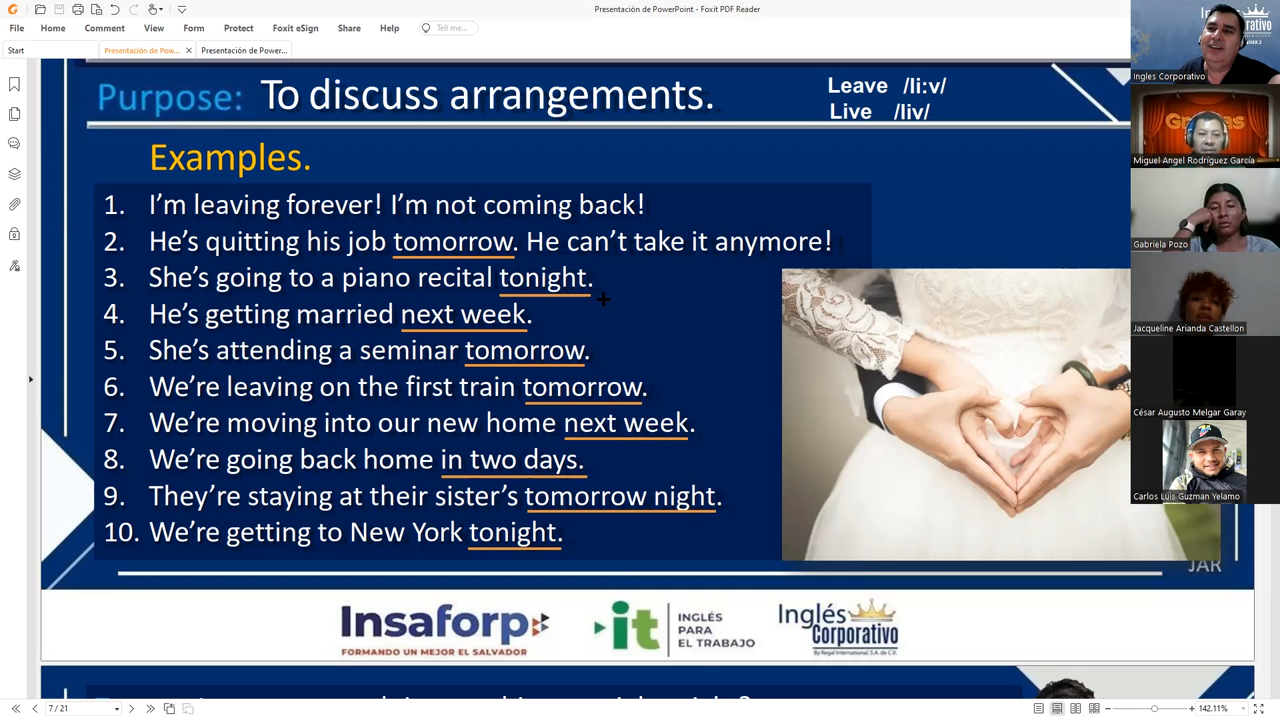 Presentación de PowerPoint - Foxit PDF Reader
File Home Comment View Form Protect Foxit eSign Share Help Tell me...
Start Presentación de Pow... Presentación de Power...
Purpose: To discuss arrangements.
Leave /li:v/
Live /liv/
Examples.
1. I'm leaving forever! I'm not coming back!
2. He's quitting his job tomorrow. He can't take it anymore!
3. She's going to a piano recital tonight.
4. He's getting married next week.
5. She's attending a seminar tomorrow.
6. We're leaving on the first train tomorrow.
7. We're moving into our new home next week.
8. We're going back home in two days.
9. They're staying at their sister's tomorrow night.
10. We're getting to New York tonight.
JAR
Insaforp
FORMANDO UN MEJOR EL SALVADOR
it INGLÉS
PARA
EL TRABAJO
Inglés
Corporativo
By Regal International, S.A. de C.V.
Ingles Corporativo
Miguel Angel Rodríguez García
Gabriela Pozo
Jacqueline Arianda Castellon
César Augusto Melgar Garay
Carlos Luis Guzman Yelamo
7 / 21
142.11%